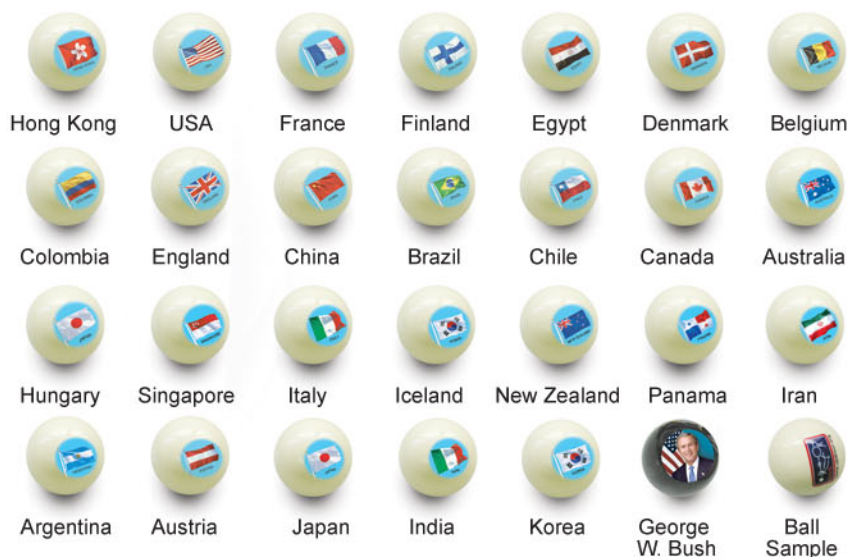 Hong Kong USA France Finland Egypt Denmark Belgium
Colombia England China Brazil Chile Canada Australia
Hungary Singapore Italy Iceland New Zealand Panama Iran
Argentina Austria Japan India Korea George W. Bush Ball Sample